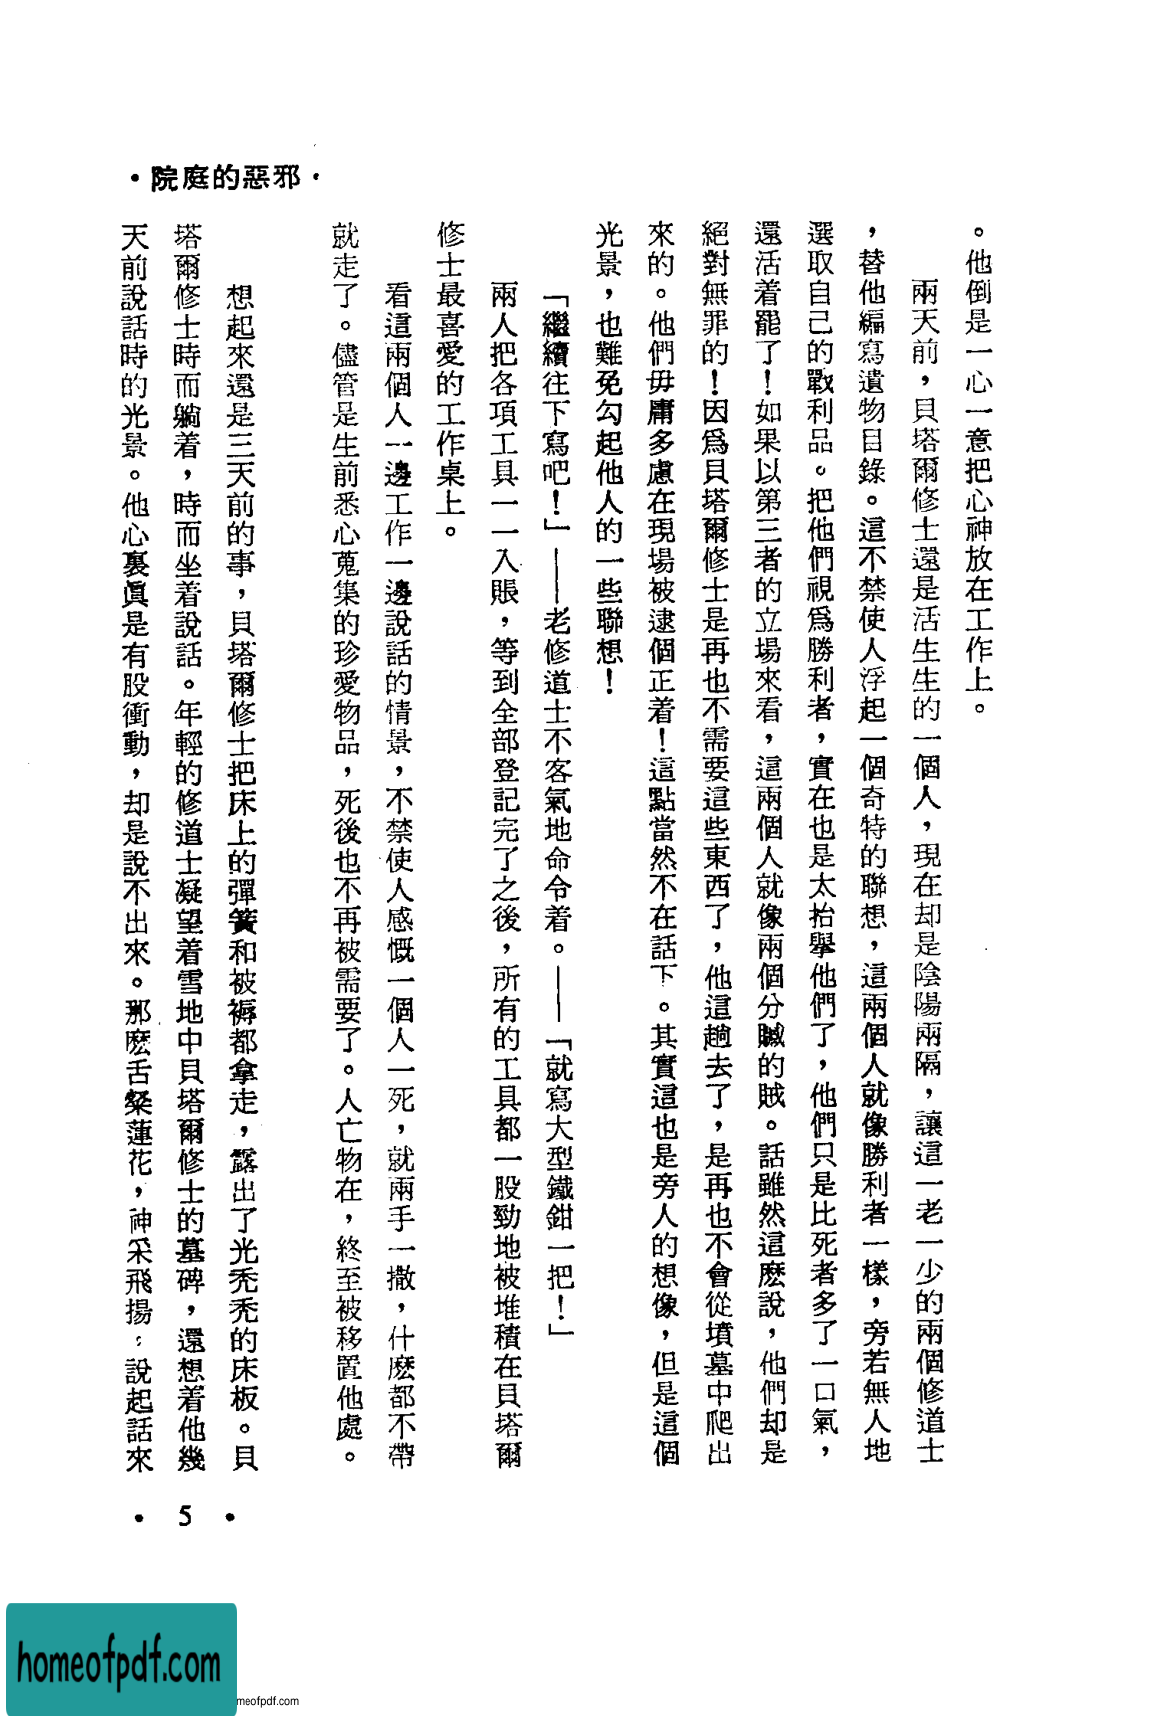 •院庭的惡邪•
。他倒是一心一意把心神放在工作上。
兩天前，貝塔爾修士還是活生生的一個人，現在却是陰陽兩隔，讓這一老一少的兩個修道士
，替他編寫遺物目錄。這不禁使人浮起一個奇特的聯想，這兩個人就像勝利者一樣，旁若無人地
選取自己的戰利品。把他們視爲勝利者，實在也是太抬舉他們了，他們只是比死者多了一口氣，
還活着罷了！如果以第三者的立場來看，這兩個人就像兩個分贓的賊。話雖然這麽說，他們却是
絕對無罪的！因爲貝塔爾修士是再也不需要這些東西了，他這趟去了，是再也不會從墳墓中爬出
來的。他們毋庸多慮在現場被逮個正着！這點當然不在話下。其實這也是旁人的想像，但是這個
光景，也難免勾起他人的一些聯想！
「繼續往下寫吧！」——老修道士不客氣地命令着。——「就寫大型鐵鉗一把！」
兩人把各項工具一一入賬，等到全部登記完了之後，所有的工具都一股勁地被堆積在貝塔爾
修士最喜愛的工作桌上。
看這兩個人一邊工作一邊說話的情景，不禁使人感慨一個人一死，就兩手一撒，什麽都不帶
就走了。儘管是生前悉心蒐集的珍愛物品，死後也不再被需要了。人亡物在，終至被移置他處。
想起來還是三天前的事，貝塔爾修士把床上的彈簧和被褥都拿走，露出了光禿禿的床板。貝
塔爾修士時而躺着，時而坐着說話。年輕的修道士凝望着雪地中貝塔爾修士的墓碑，還想着他幾
天前說話時的光景。他心裏眞是有股衝動，却是說不出來。那麽舌粲蓮花，神采飛揚，說起話來
• 5 •
homeofpdf.com
meofpdf.com